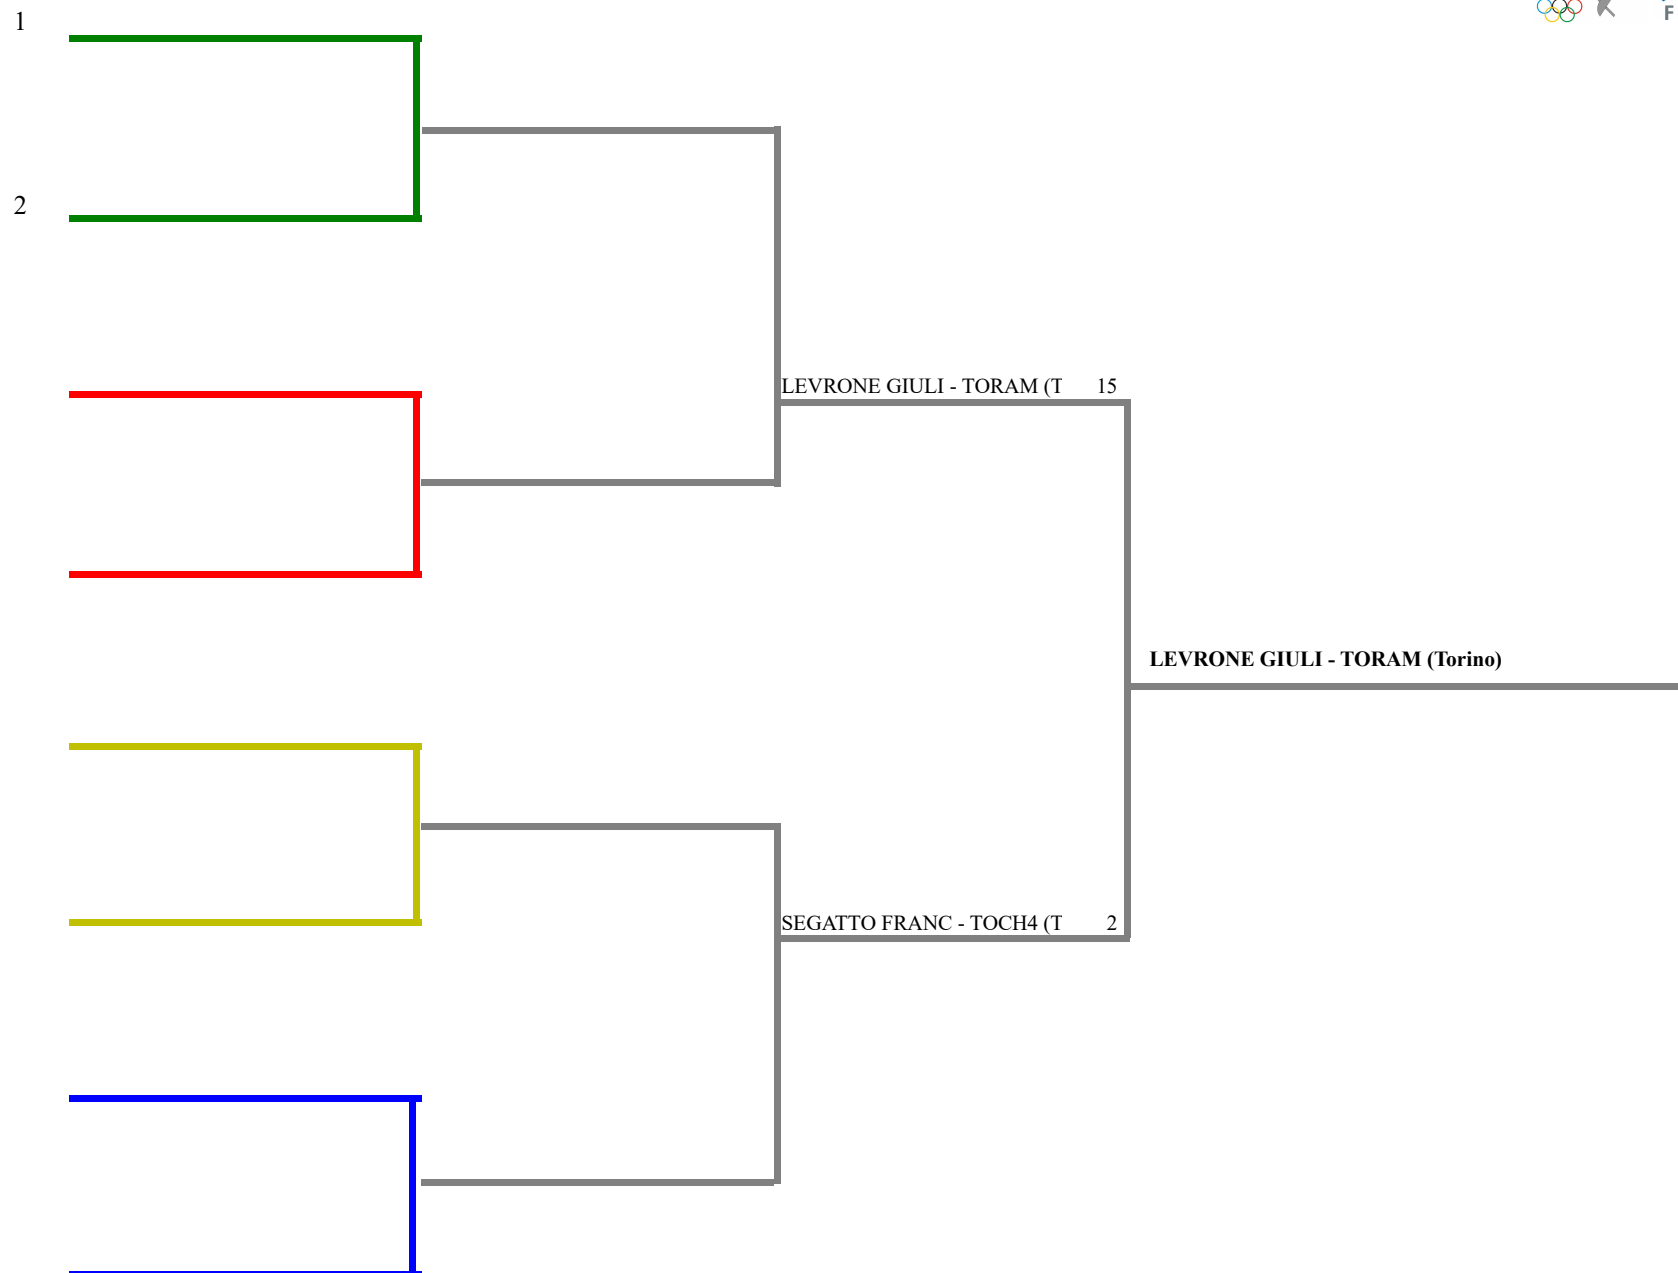 1
F
2
LEVRONE GIULI - TORAM (T 15
LEVRONE GIULI - TORAM (Torino)
SEGATTO FRANC - TOCH4 (T 2